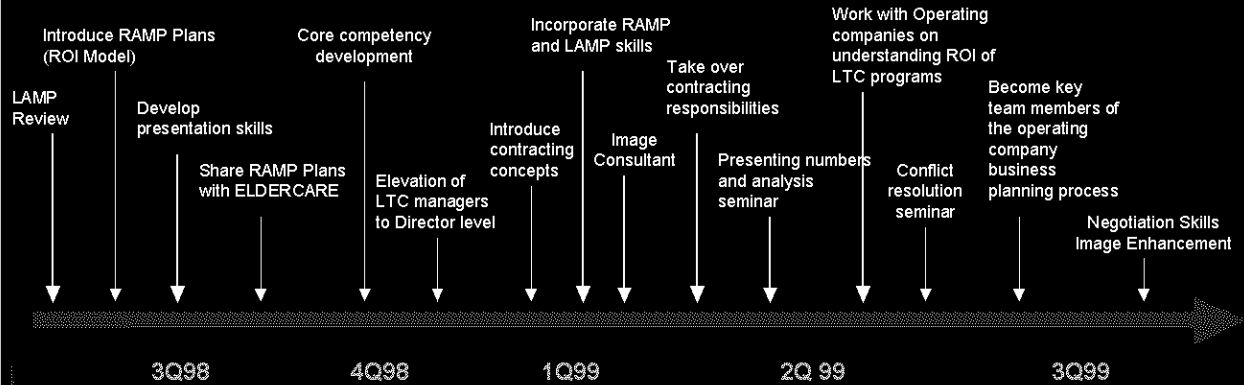 LAMP
Review
Introduce RAMP Plans
(ROI Model)
Develop
presentation skills
Share RAMP Plans
with ELDERCARE
Core competency
development
Elevation of
LTC managers
to Director level
Introduce
contracting
concepts
Incorporate RAMP
and LAMP skills
Image
Consultant
Take over
contracting
responsibilities
Presenting numbers
and analysis
seminar
Work with Operating
companies on
understanding ROI of
LTC programs
Conflict
resolution
seminar
Become key
team members of
the operating
company
business
planning process
Negotiation Skills
Image Enhancement
3Q98
4Q98
1Q99
2Q 99
3Q99